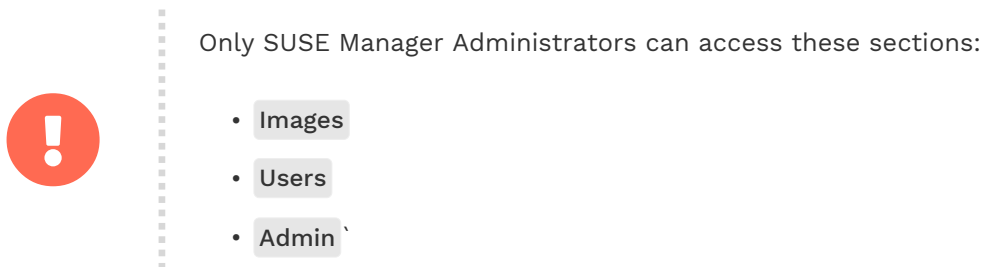 Only SUSE Manager Administrators can access these sections:
• Images
• Users
• Admin`